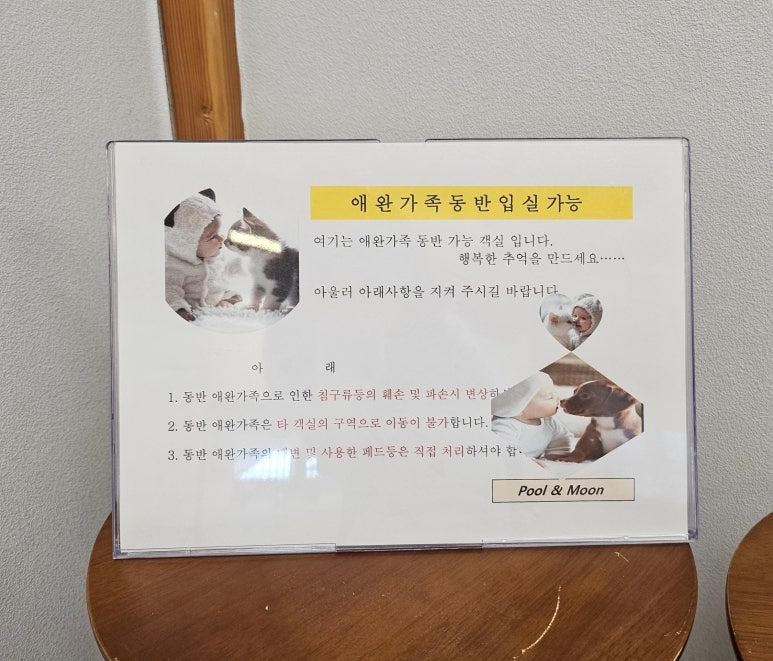 애완가족동반입실가능
여기는 애완가족 동반 가능 객실 입니다.
행복한 추억을 만드세요……
아울러 아래사항을 지켜 주시길 바랍니다
아 래
1. 동반 애완가족으로 인한 침구류등의 훼손 및 파손시 변상하
2. 동반 애완가족은 타 객실의 구역으로 이동이 불가합니다.
3. 동반 애완가족의 및 사용한 페드등은 직접 처리하셔야 합
Pool & Moon